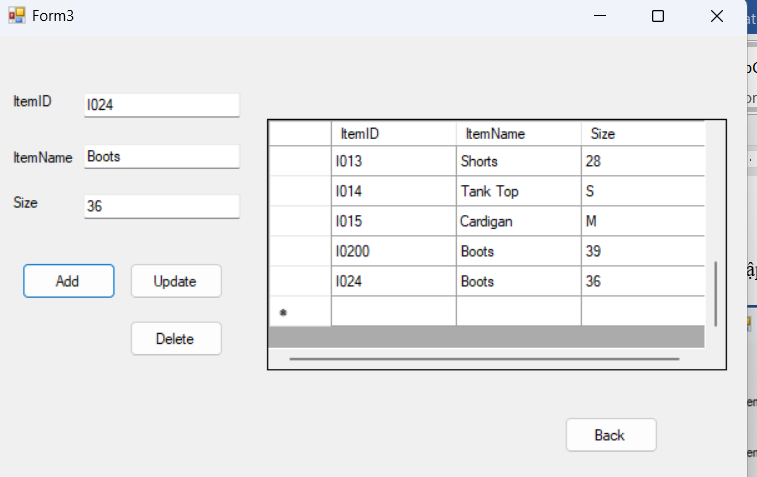 Form3
ItemID I024
ItemName Boots
Size 36
Add Update
Delete
ItemID ItemName Size
I013 Shorts 28
I014 Tank Top S
I015 Cardigan M
I0200 Boots 39
I024 Boots 36
*
Back